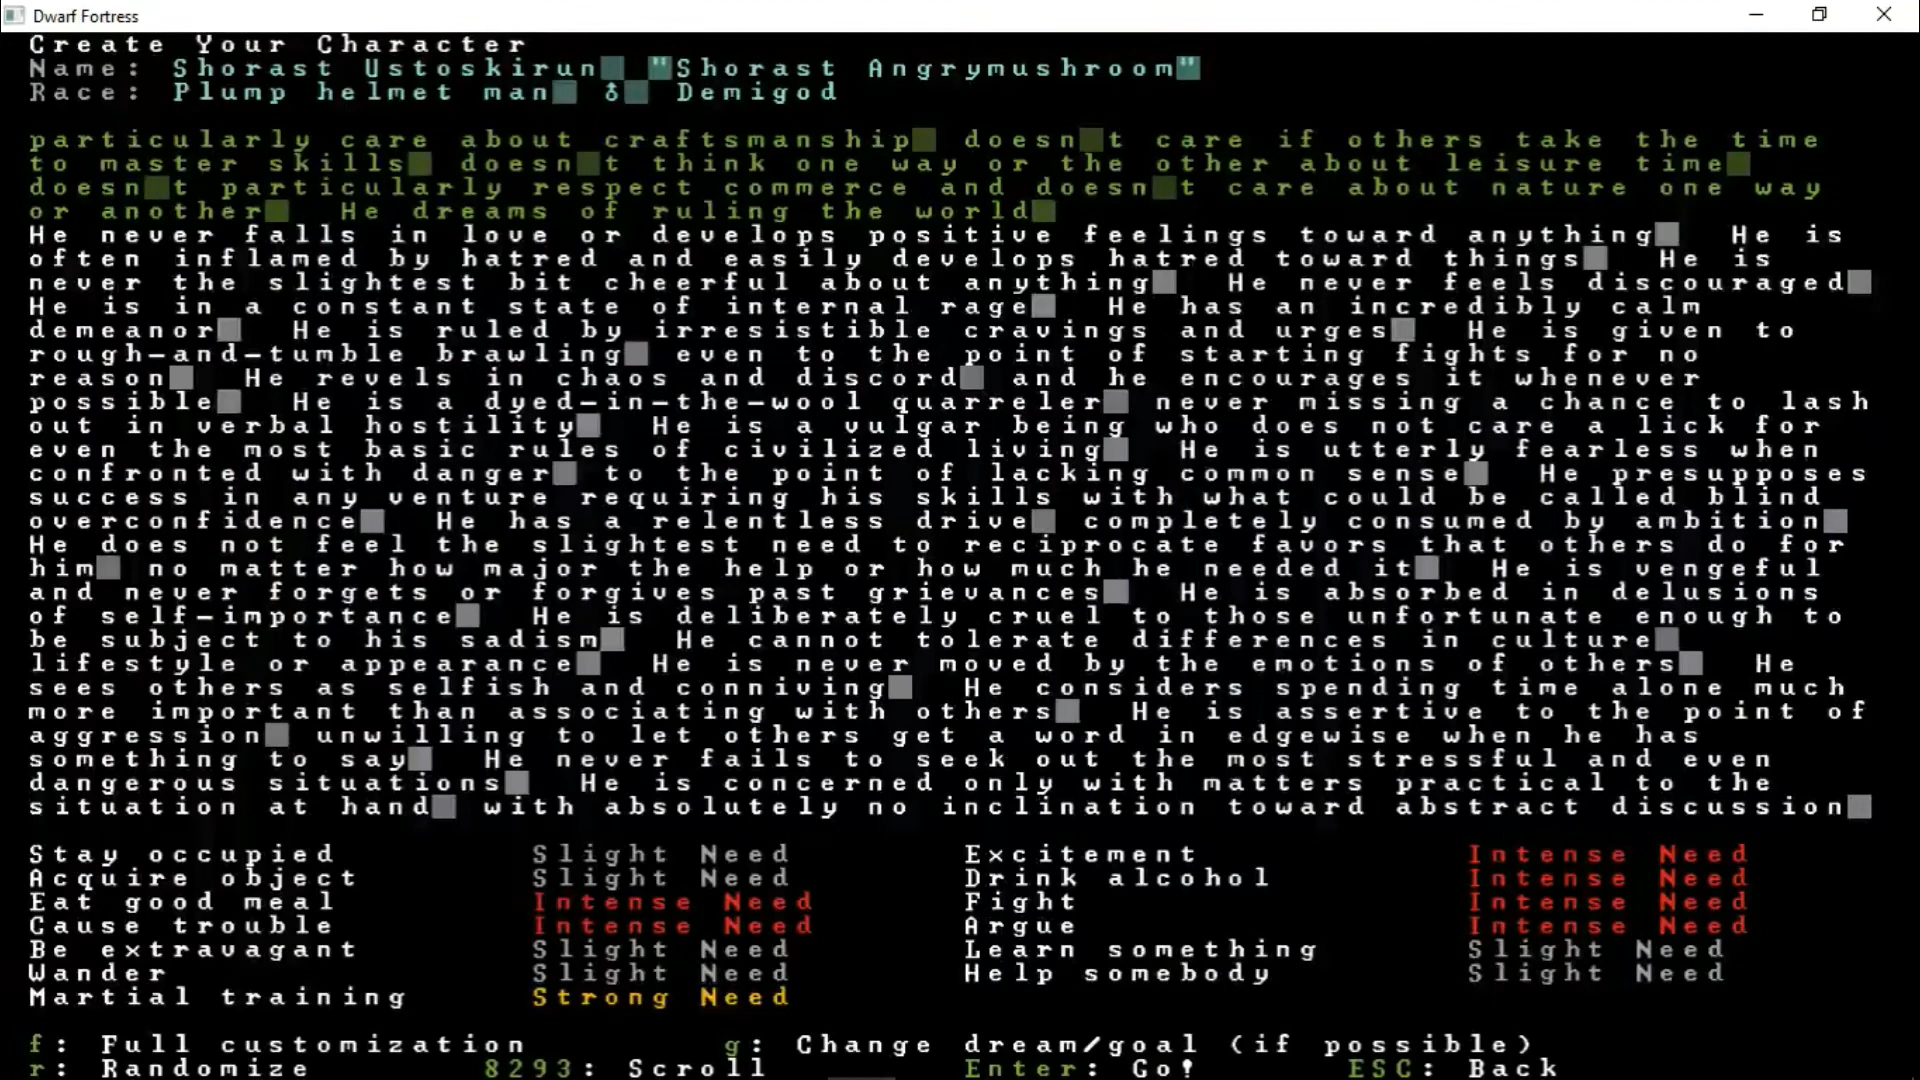 Dwarf Fortress
Create Your Character
Name: Shorast Ustoskirun "Shorast Angrymushroom"
Race: Plump helmet man ♂ Demigod
particularly care about craftsmanship doesn t care if others take the time
to master skills doesn t think one way or the other about leisure time
doesn t particularly respect commerce and doesn t care about nature one way
or another He dreams of ruling the world
He never falls in love or develops positive feelings toward anything He is
often inflamed by hatred and easily develops hatred toward things He is
never the slightest bit cheerful about anything He never feels discouraged
He is in a constant state of internal rage He has an incredibly calm
demeanor He is ruled by irresistible cravings and urges He is given to
rough-and-tumble brawling even to the point of starting fights for no
reason He revels in chaos and discord and he encourages it whenever
possible He is a dyed-in-the-wool quarreler never missing a chance to lash
out in verbal hostility He is a vulgar being who does not care a lick for
even the most basic rules of civilized living He is utterly fearless when
confronted with danger to the point of lacking common sense He presupposes
success in any venture requiring his skills with what could be called blind
overconfidence He has a relentless drive completely consumed by ambition
He does not feel the slightest need to reciprocate favors that others do for
him no matter how major the help or how much he needed it He is vengeful
and never forgets or forgives past grievances He is absorbed in delusions
of self-importance He is deliberately cruel to those unfortunate enough to
be subject to his sadism He cannot tolerate differences in culture
lifestyle or appearance He is never moved by the emotions of others He
sees others as selfish and conniving He considers spending time alone much
more important than associating with others He is assertive to the point of
aggression unwilling to let others get a word in edgewise when he has
something to say He never fails to seek out the most stressful and even
dangerous situations He is concerned only with matters practical to the
situation at hand with absolutely no inclination toward abstract discussion
Stay occupied Slight Need Excitement Intense Need
Acquire object Slight Need Drink alcohol Intense Need
Eat good meal Intense Need Fight Intense Need
Cause trouble Intense Need Argue Intense Need
Be extravagant Slight Need Learn something Slight Need
Wander Slight Need Help somebody Slight Need
Martial training Strong Need
f: Full customization g: Change dream/goal (if possible)
r: Randomize 8293: Scroll Enter: Go! ESC: Back